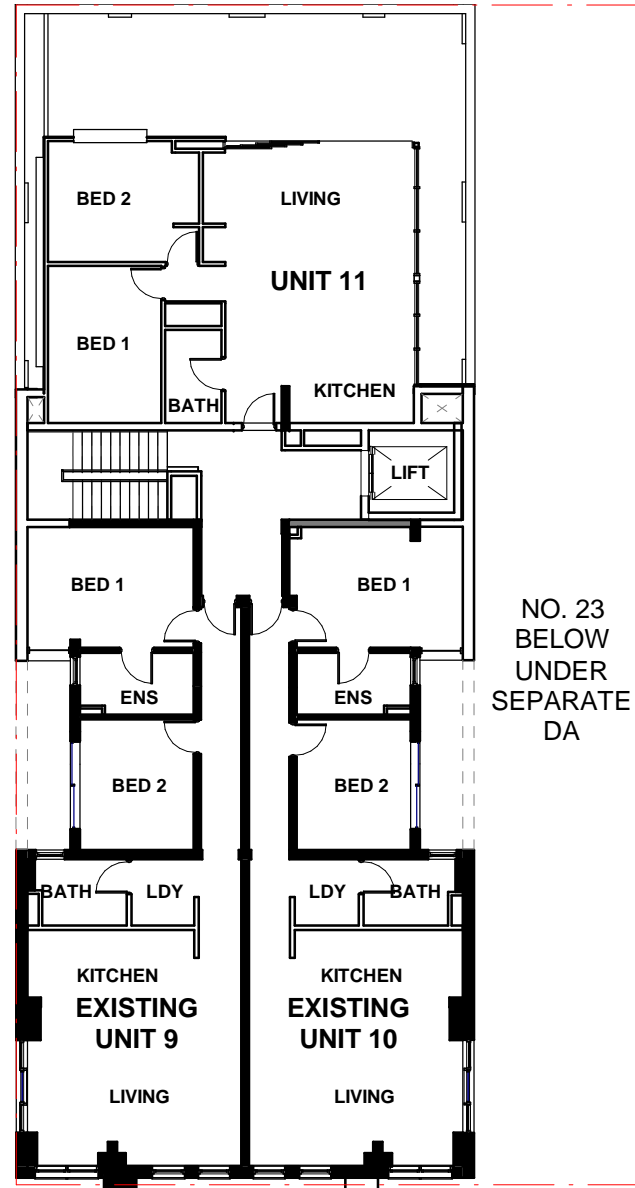 BED 2
LIVING
UNIT 11
BED 1
KITCHEN
BATH
LIFT
BED 1
BED 1
NO. 23
BELOW
UNDER
SEPARATE
DA
ENS
ENS
BED 2
BED 2
BATH
LDY
LDY
BATH
KITCHEN
EXISTING
UNIT 9
LIVING
KITCHEN
EXISTING
UNIT 10
LIVING